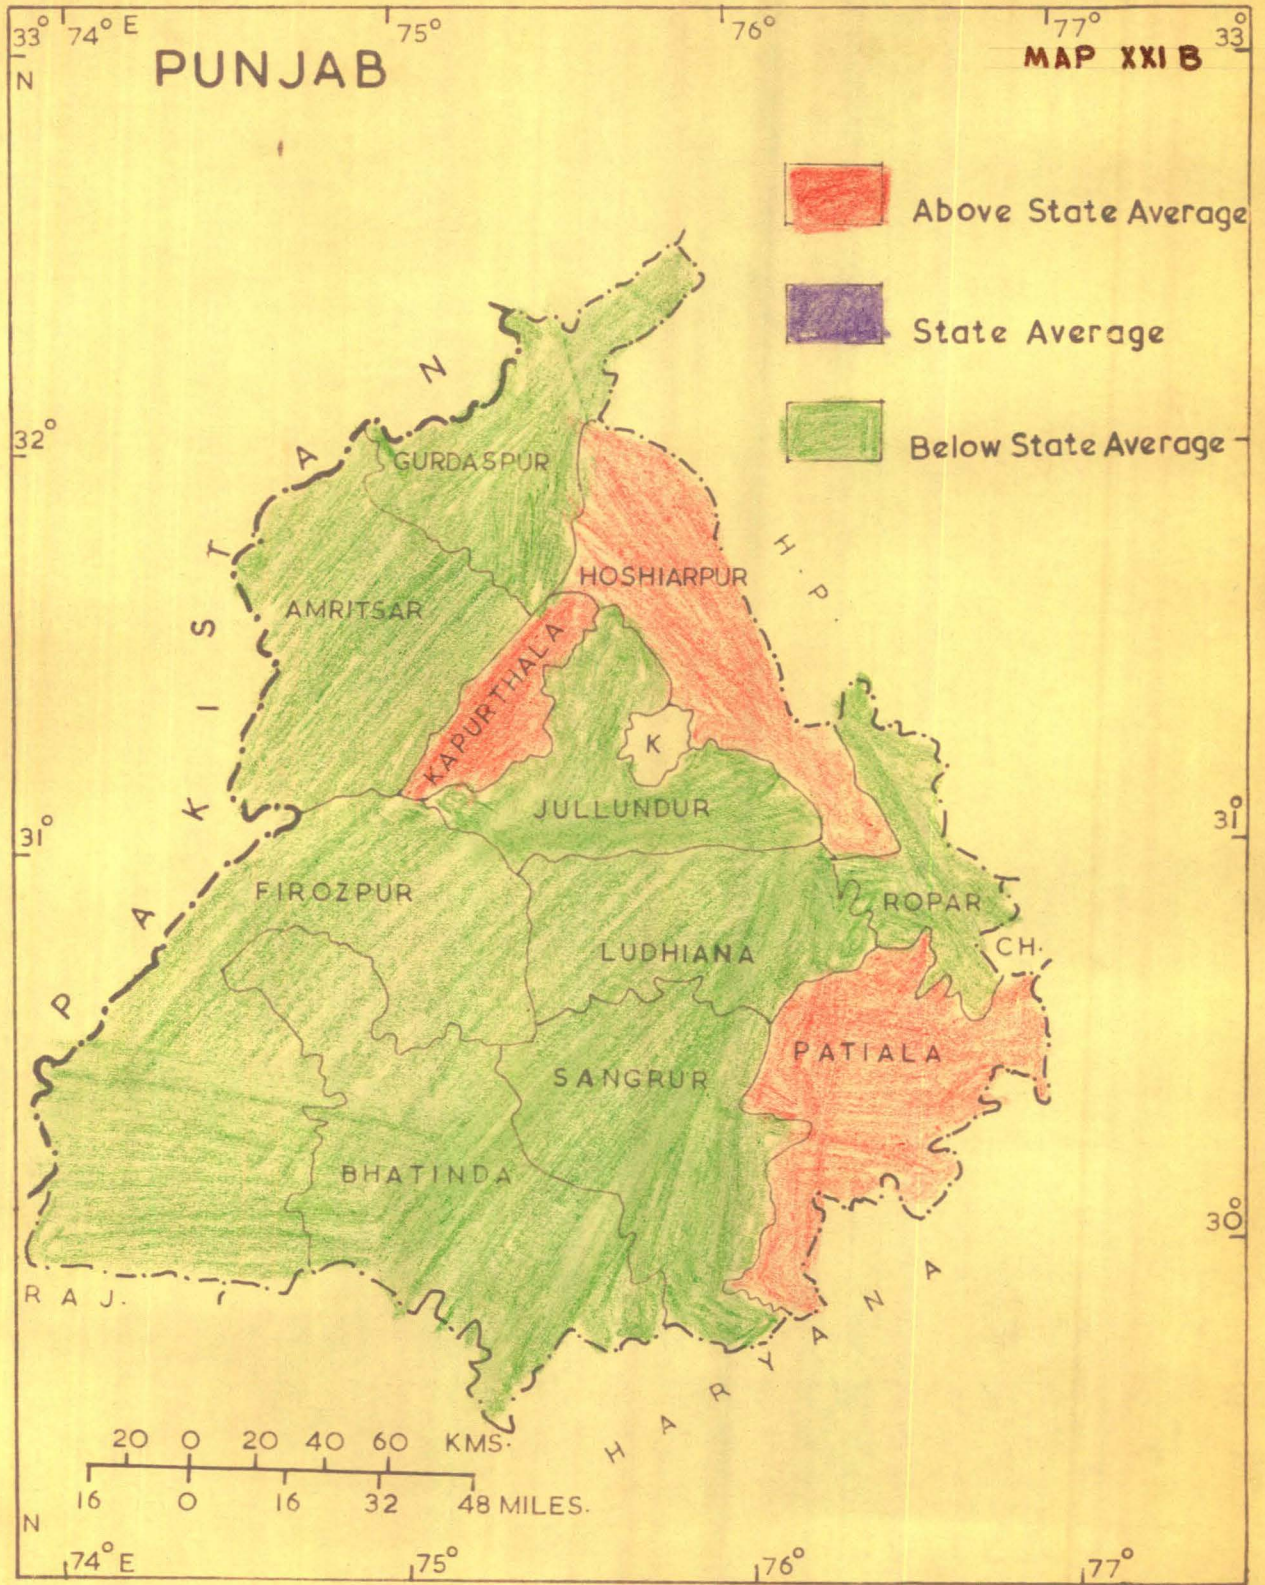 33° 74° E 75° 76° 77° 33°
N
PUNJAB
MAP XXI B
Above State Average
State Average
Below State Average
32°
PAKISTAN
GURDASPUR
H.P
HOSHIARPUR
AMRITSAR
KAPURTHALA
K
JULLUNDUR
31° 31°
FIROZPUR
ROPAR
LUDHIANA
CH.
PATIALA
SANGRUR
BHATINDA
30°
RAJ.
HARYANA
20 0 20 40 60 KMS.
16 0 16 32 48 MILES.
N
74° E 75° 76° 77°